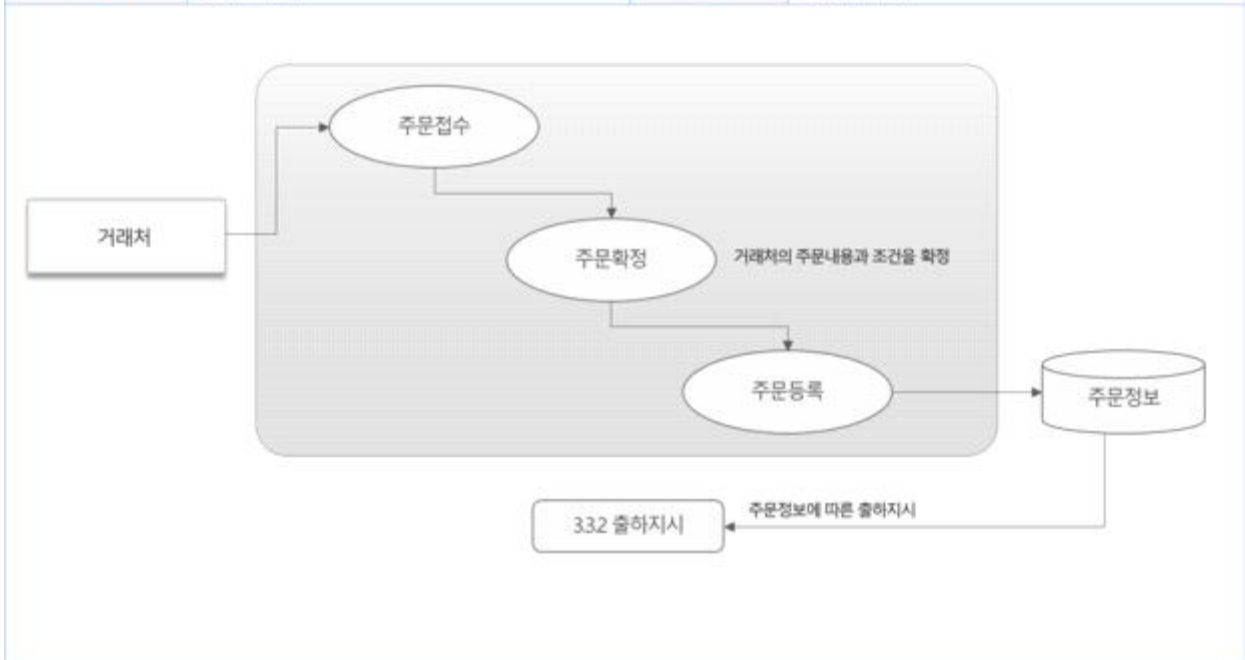 주문접수
거래처
주문확정
거래처의 주문내용과 조건을 확정
주문등록
주문정보
주문정보에 따른 출하지시
3.3.2 출하지시